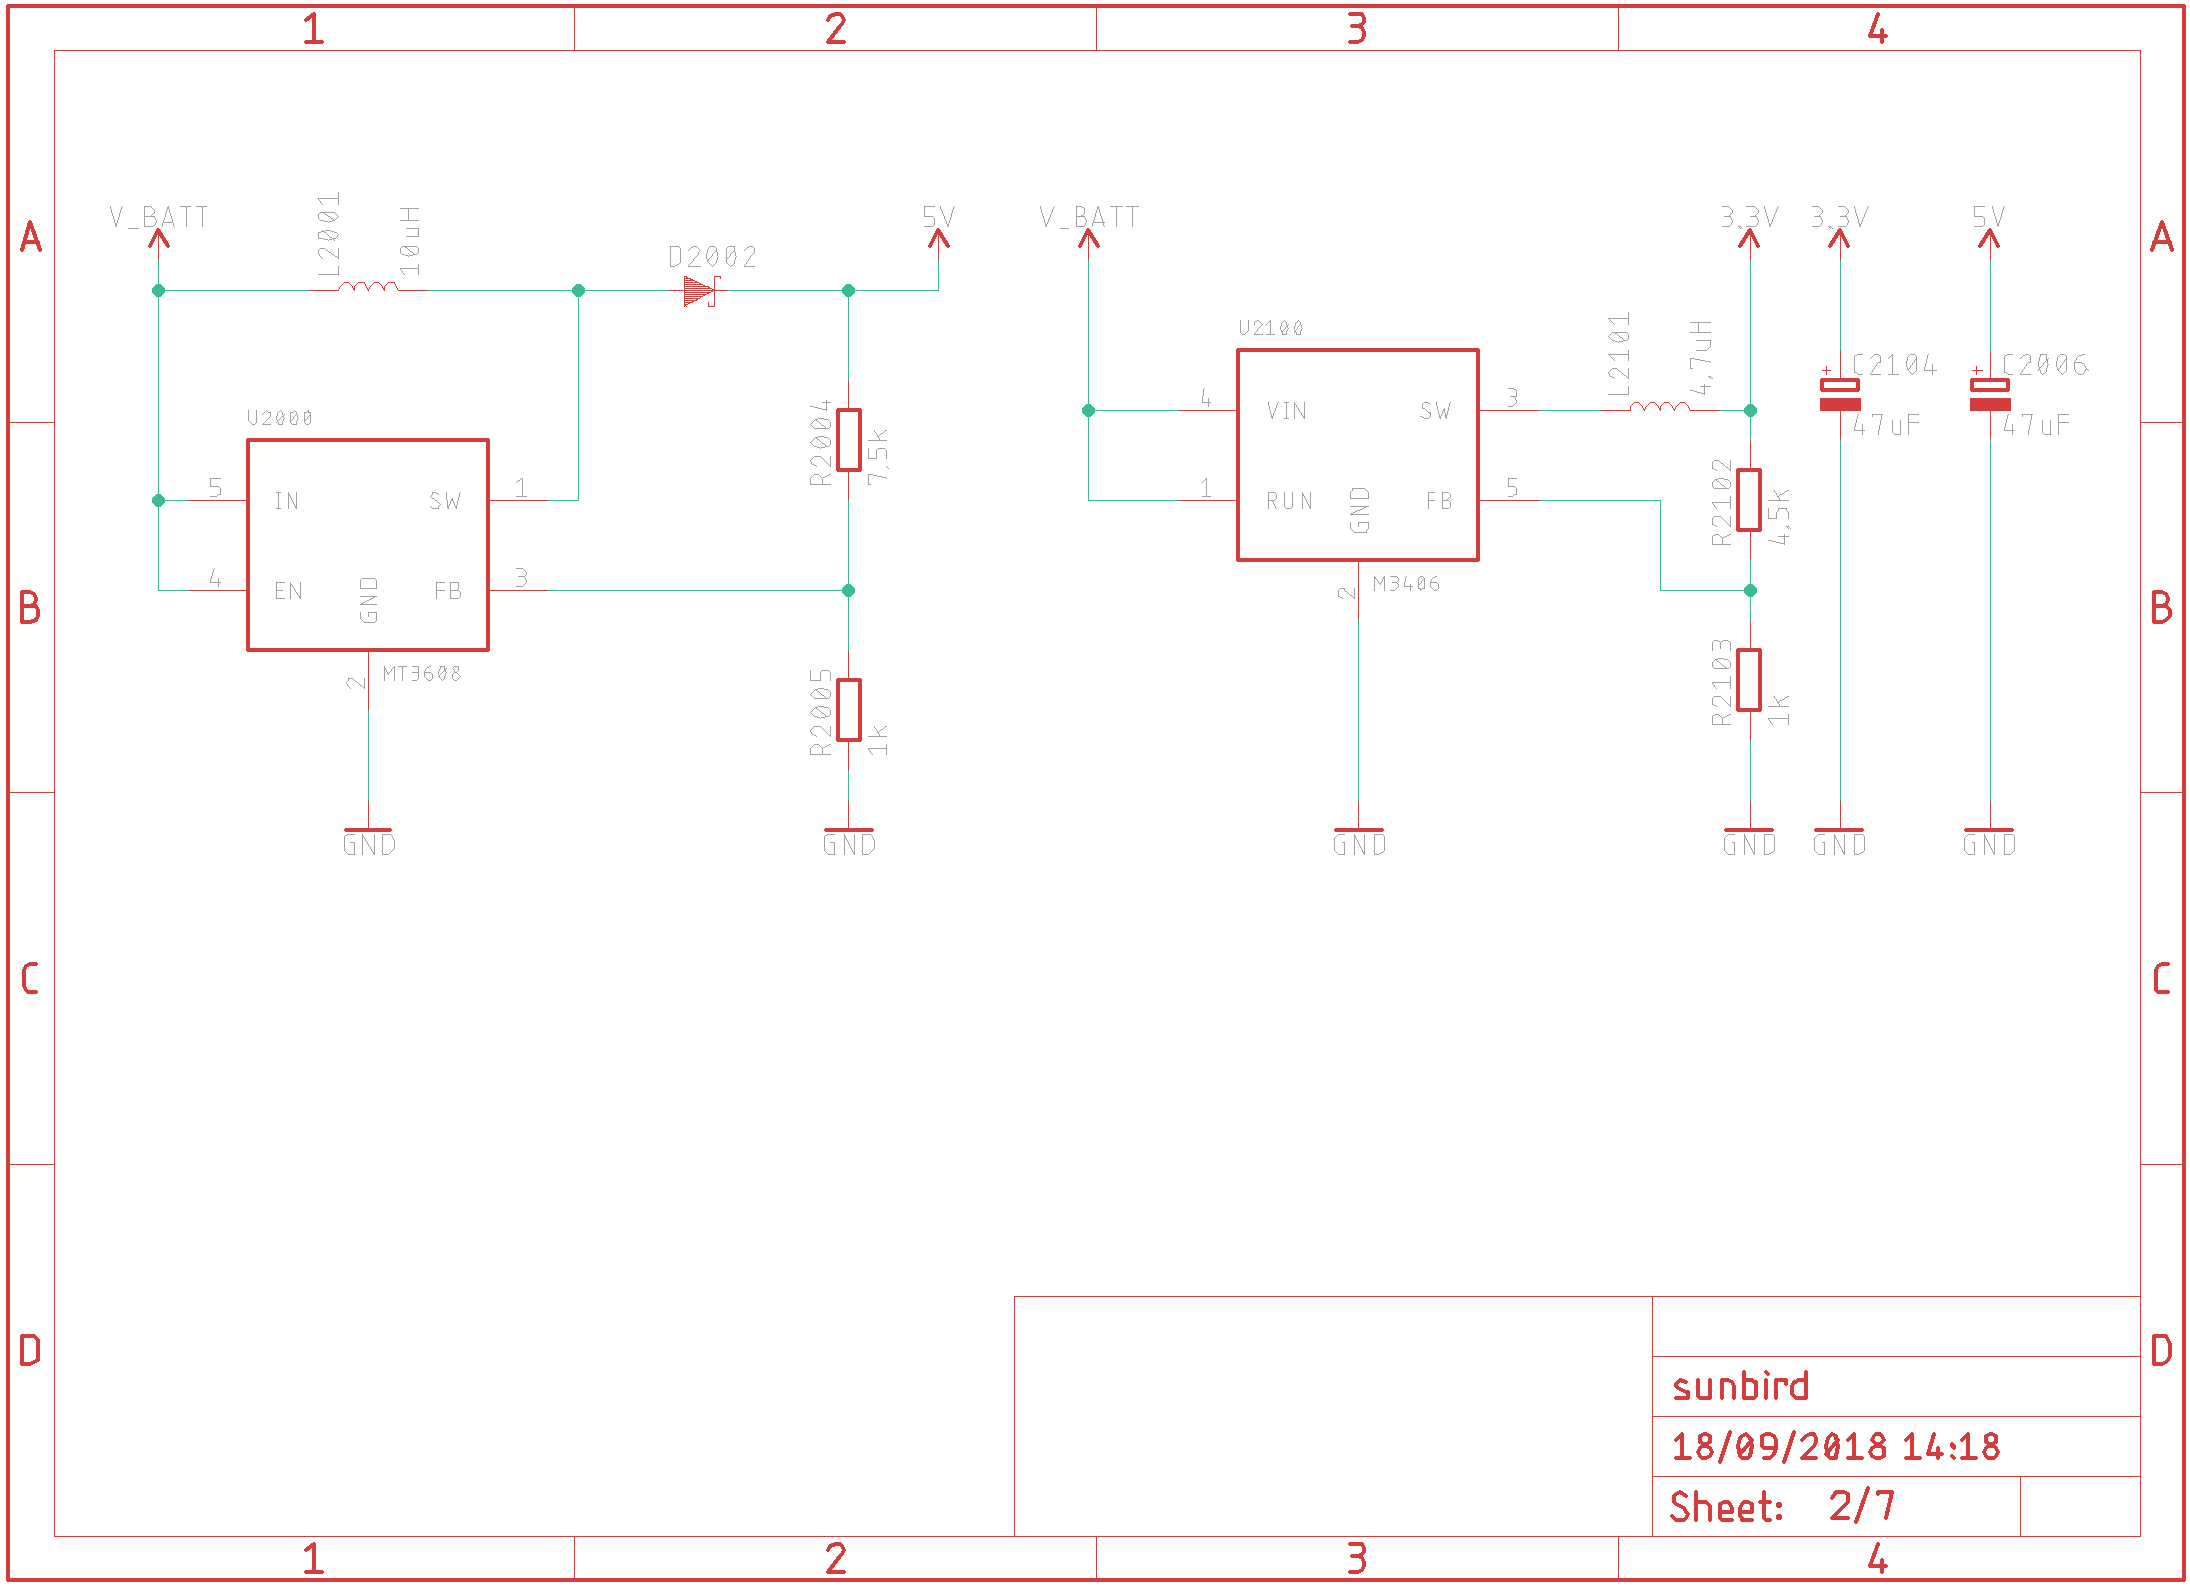 1 2 3 4
A A
B B
C C
D D
V_BATT
L2001
10uH
D2002
5V
U2000
5 IN
4 EN
SW 1
FB 3
GND
2
MT3608
R2004
7,5k
R2005
1k
GND
GND
V_BATT
U2100
4 VIN
1 RUN
SW 3
FB 5
GND
2
M3406
L2101
4,7uH
3.3V
R2102
4,5k
R2103
1k
GND
GND
3.3V
+
C2104
47uF
GND
5V
+
C2006
47uF
GND
sunbird
18/09/2018 14:18
Sheet: 2/7
1 2 3 4